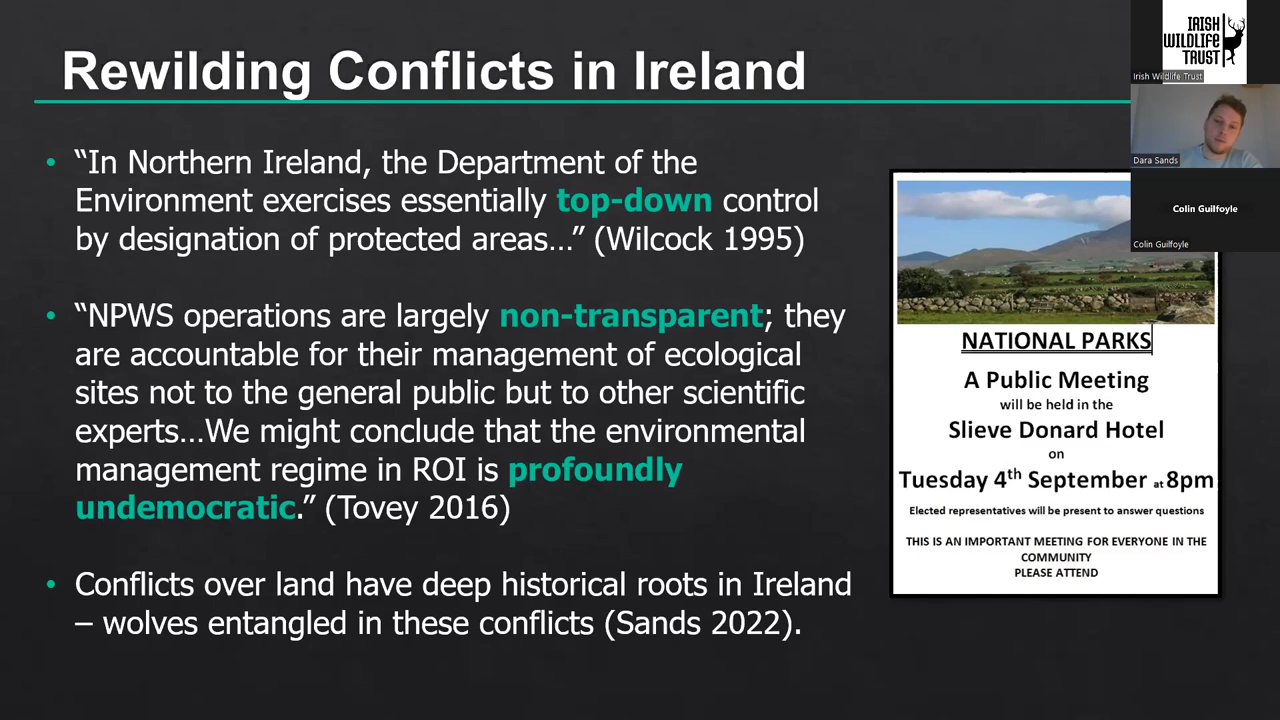 Rewilding Conflicts in Ireland
• “In Northern Ireland, the Department of the
Environment exercises essentially top-down control
by designation of protected areas…” (Wilcock 1995)
• “NPWS operations are largely non-transparent; they
are accountable for their management of ecological
sites not to the general public but to other scientific
experts…We might conclude that the environmental
management regime in ROI is profoundly
undemocratic.” (Tovey 2016)
• Conflicts over land have deep historical roots in Ireland
– wolves entangled in these conflicts (Sands 2022).
NATIONAL PARKS
A Public Meeting
will be held in the
Slieve Donard Hotel
on
Tuesday 4th September at 8pm
Elected representatives will be present to answer questions
THIS IS AN IMPORTANT MEETING FOR EVERYONE IN THE
COMMUNITY
PLEASE ATTEND
IRISH
WILDLIFE
TRUST
Irish Wildlife Trust
Dara Sands
Colin Guilfoyle
Colin Guilfoyle